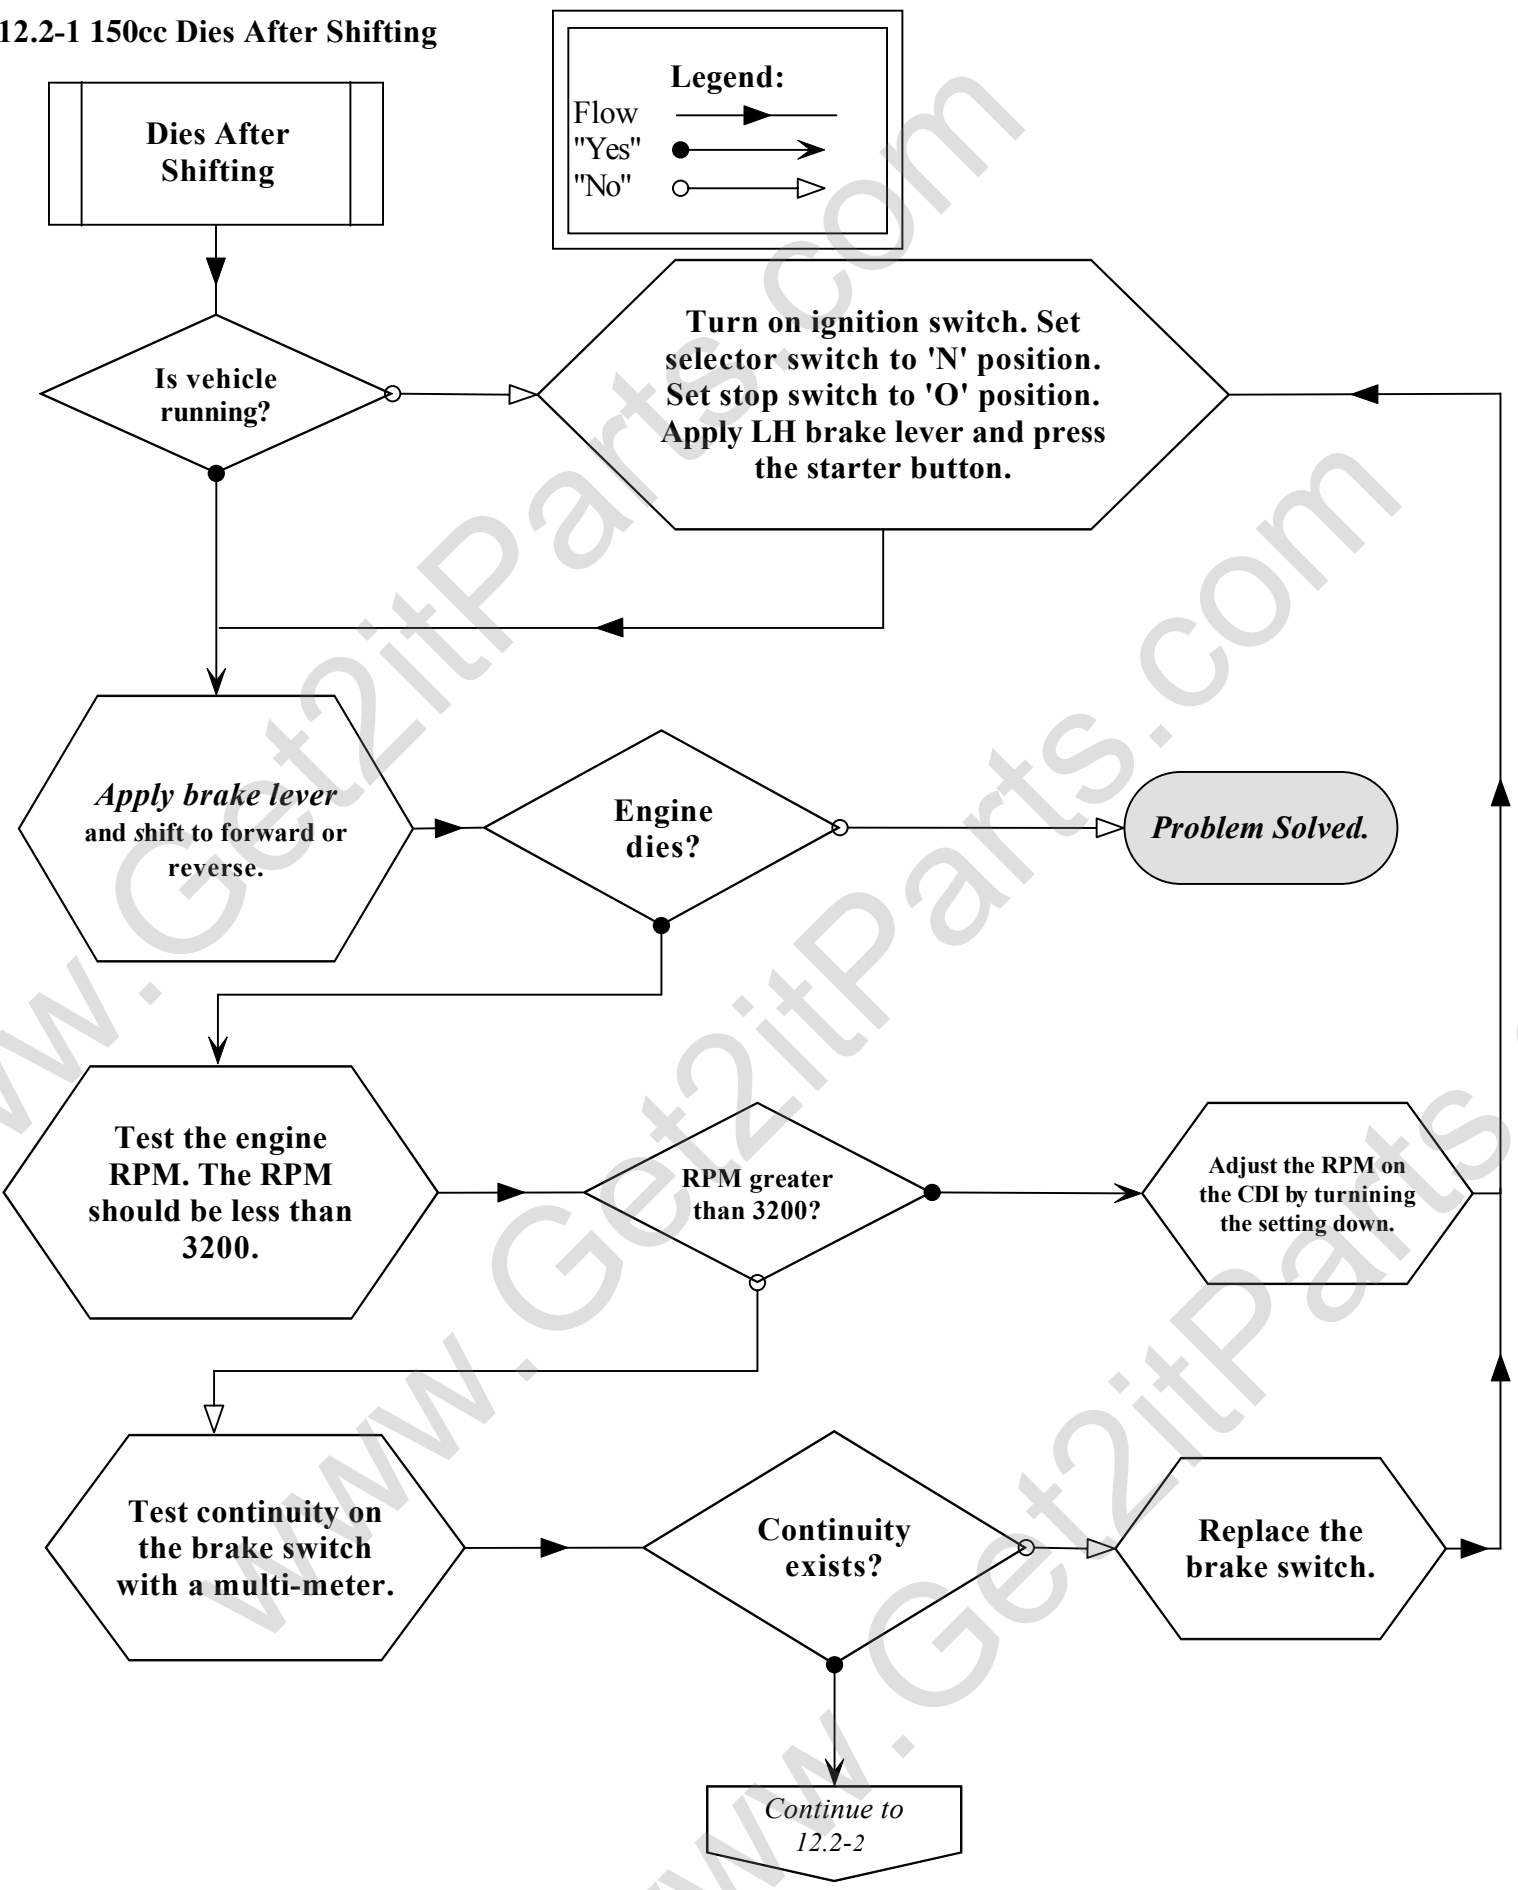 12.2-1 150cc Dies After Shifting
Legend:
Flow
"Yes"
"No"
Dies After
Shifting
Is vehicle
running?
Turn on ignition switch. Set
selector switch to 'N' position.
Set stop switch to 'O' position.
Apply LH brake lever and press
the starter button.
Apply brake lever
and shift to forward or
reverse.
Engine
dies?
Problem Solved.
Test the engine
RPM. The RPM
should be less than
3200.
RPM greater
than 3200?
Adjust the RPM on
the CDI by turnining
the setting down.
Test continuity on
the brake switch
with a multi-meter.
Continuity
exists?
Replace the
brake switch.
Continue to
12.2-2
www.Get2itParts.com
www.Get2itParts.com
www.Get2itParts